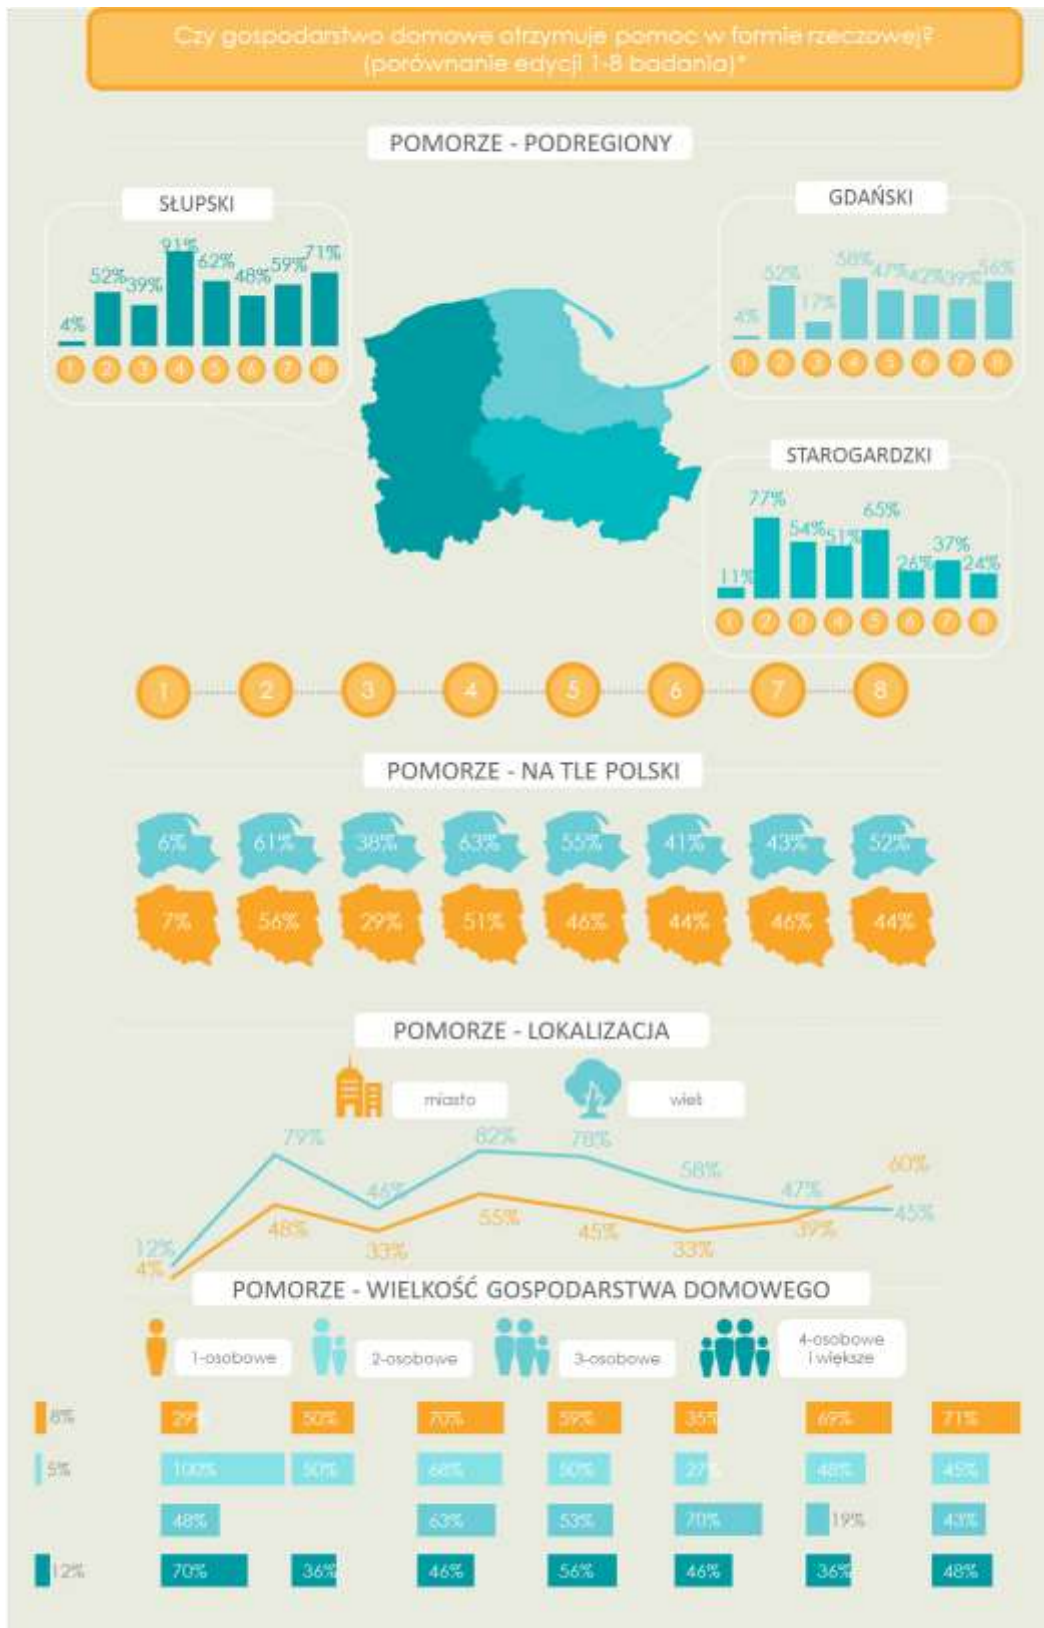 Czy gospodarstwo domowe otrzymuje pomoc w formie rzeczowej?
(porównanie edycji 1-8 badania)*
POMORZE - PODREGIONY
SŁUPSKI
4% 52% 39% 91% 62% 48% 59% 71%
1 2 3 4 5 6 7 8
GDAŃSKI
4% 52% 17% 58% 47% 42% 39% 56%
1 2 3 4 5 6 7 8
STAROGARDZKI
11% 77% 54% 51% 65% 26% 37% 24%
1 2 3 4 5 6 7 8
1 2 3 4 5 6 7 8
POMORZE - NA TLE POLSKI
6% 61% 38% 63% 55% 41% 43% 52%
7% 56% 29% 51% 46% 44% 46% 44%
POMORZE - LOKALIZACJA
miasto wieś
12% 79% 46% 82% 78% 58% 47% 45%
4% 48% 33% 55% 45% 33% 39% 60%
POMORZE - WIELKOŚĆ GOSPODARSTWA DOMOWEGO
1-osobowe 2-osobowe 3-osobowe 4-osobowe
i większe
8% 29% 50% 70% 59% 35% 69% 71%
5% 100% 50% 68% 50% 27% 48% 45%
48% 63% 53% 70% 19% 43%
12% 70% 36% 46% 56% 46% 36% 48%